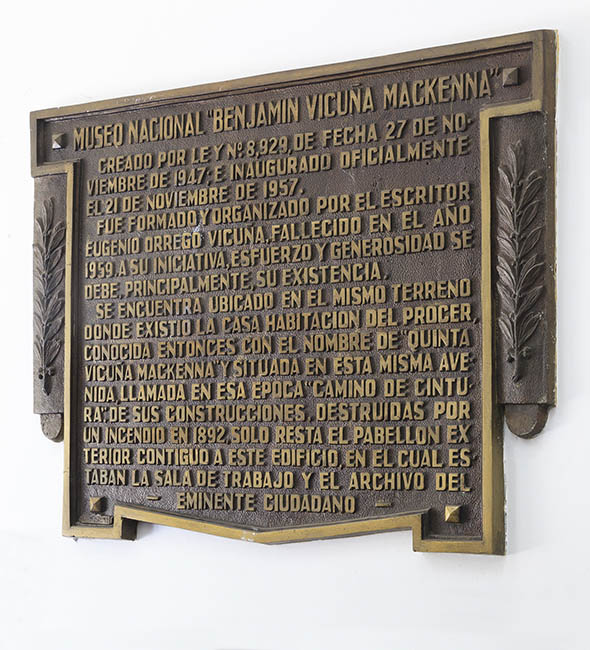 MUSEO NACIONAL "BENJAMIN VICUÑA MACKENNA"
CREADO POR LEY Nº 8,929, DE FECHA 27 DE NO-
VIEMBRE DE 1947; E INAUGURADO OFICIALMENTE
EL 21 DE NOVIEMBRE DE 1957.
FUE FORMADO Y ORGANIZADO POR EL ESCRITOR
EUGENIO ORREGO VICUÑA, FALLECIDO EN EL AÑO
1959. A SU INICIATIVA, ESFUERZO Y GENEROSIDAD SE
DEBE, PRINCIPALMENTE, SU EXISTENCIA.
SE ENCUENTRA UBICADO EN EL MISMO TERRENO
DONDE EXISTIO LA CASA HABITACION DEL PROCER,
CONOCIDA ENTONCES CON EL NOMBRE DE "QUINTA
VICUÑA MACKENNA" Y SITUADA EN ESTA MISMA AVE-
NIDA, LLAMADA EN ESA EPOCA "CAMINO DE CINTU-
RA", DE SUS CONSTRUCCIONES, DESTRUIDAS POR
UN INCENDIO EN 1892, SOLO RESTA EL PABELLON EX-
TERIOR CONTIGUO A ESTE EDIFICIO, EN EL CUAL ES-
TABAN LA SALA DE TRABAJO Y EL ARCHIVO DEL
— EMINENTE CIUDADANO —